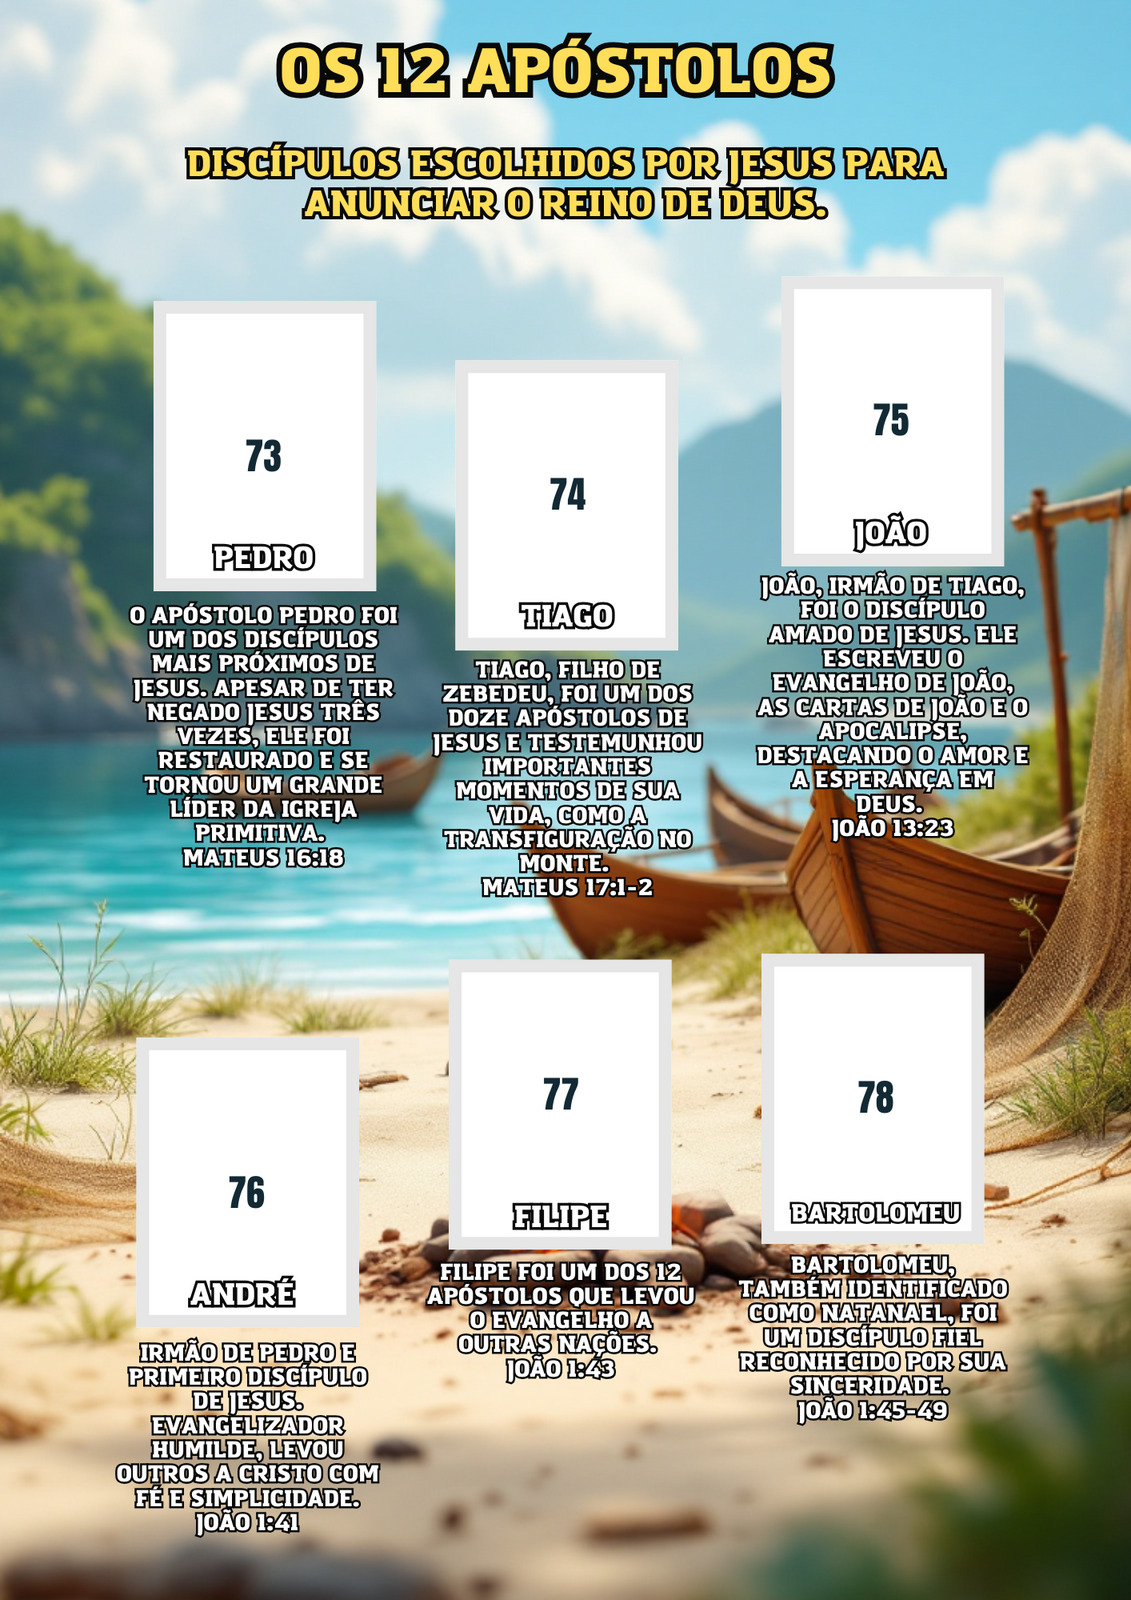 OS 12 APÓSTOLOS
DISCÍPULOS ESCOLHIDOS POR JESUS PARA
ANUNCIAR O REINO DE DEUS.
73
PEDRO
O APÓSTOLO PEDRO FOI
UM DOS DISCÍPULOS
MAIS PRÓXIMOS DE
JESUS. APESAR DE TER
NEGADO JESUS TRÊS
VEZES, ELE FOI
RESTAURADO E SE
TORNOU UM GRANDE
LÍDER DA IGREJA
PRIMITIVA.
MATEUS 16:18
74
TIAGO
TIAGO, FILHO DE
ZEBEDEU, FOI UM DOS
DOZE APÓSTOLOS DE
JESUS E TESTEMUNHOU
IMPORTANTES
MOMENTOS DE SUA
VIDA, COMO A
TRANSFIGURAÇÃO NO
MONTE.
MATEUS 17:1-2
75
JOÃO
JOÃO, IRMÃO DE TIAGO,
FOI O DISCÍPULO
AMADO DE JESUS. ELE
ESCREVEU O
EVANGELHO DE JOÃO,
AS CARTAS DE JOÃO E O
APOCALIPSE,
DESTACANDO O AMOR E
A ESPERANÇA EM
DEUS.
JOÃO 13:23
76
ANDRÉ
IRMÃO DE PEDRO E
PRIMEIRO DISCÍPULO
DE JESUS.
EVANGELIZADOR
HUMILDE, LEVOU
OUTROS A CRISTO COM
FÉ E SIMPLICIDADE.
JOÃO 1:41
77
FILIPE
FILIPE FOI UM DOS 12
APÓSTOLOS QUE LEVOU
O EVANGELHO A
OUTRAS NAÇÕES.
JOÃO 1:43
78
BARTOLOMEU
BARTOLOMEU,
TAMBÉM IDENTIFICADO
COMO NATANAEL, FOI
UM DISCÍPULO FIEL
RECONHECIDO POR SUA
SINCERIDADE.
JOÃO 1:45-49